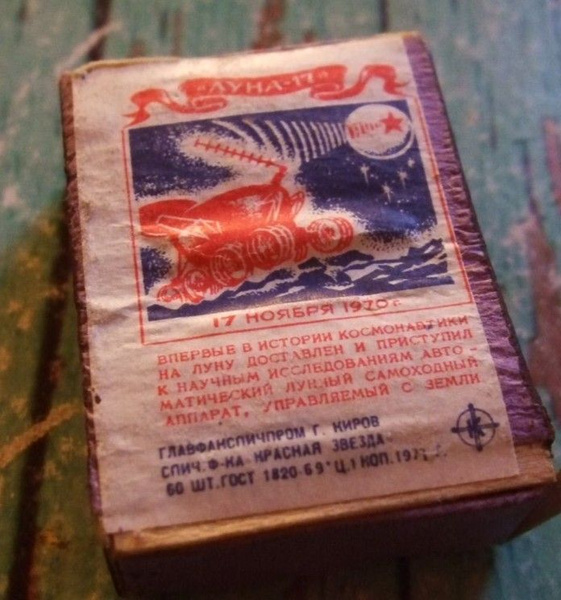 «ЛУНА-17»
17 НОЯБРЯ 1970 г.
ВПЕРВЫЕ В ИСТОРИИ КОСМОНАВТИКИ
НА ЛУНУ ДОСТАВЛЕН И ПРИСТУПИЛ
К НАУЧНЫМ ИССЛЕДОВАНИЯМ АВТО-
МАТИЧЕСКИЙ ЛУННЫЙ САМОХОДНЫЙ
АППАРАТ, УПРАВЛЯЕМЫЙ С ЗЕМЛИ
ГЛАВФАНСПИЧПРОМ Г. КИРОВ
СПИЧ. Ф-КА КРАСНАЯ ЗВЕЗДА
60 ШТ. ГОСТ 1820-69* Ц. 1 КОП. 1971 г.